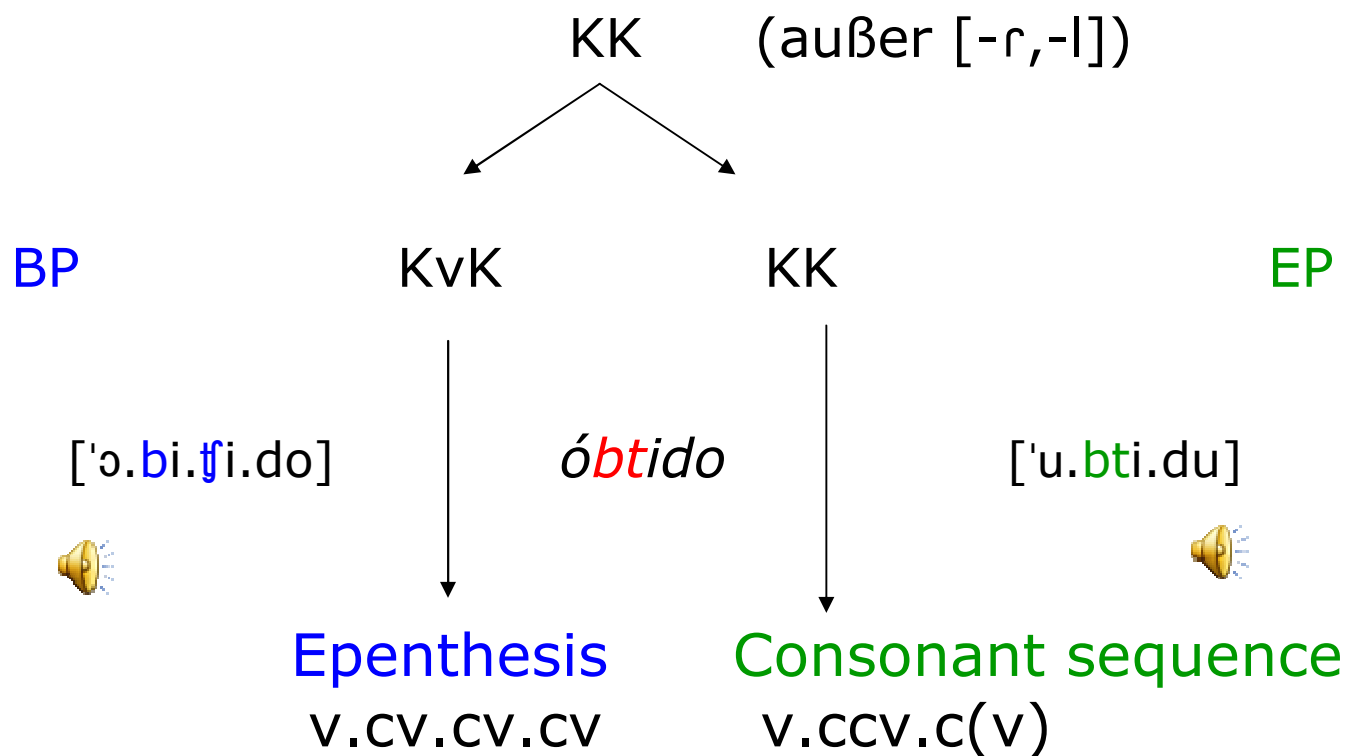 KK (außer [-ɾ,-l])
BP KvK KK EP
[ˈɔ.bi.ʧi.do] óbtido [ˈu.bti.du]
Epenthesis Consonant sequence
v.cv.cv.cv v.ccv.c(v)